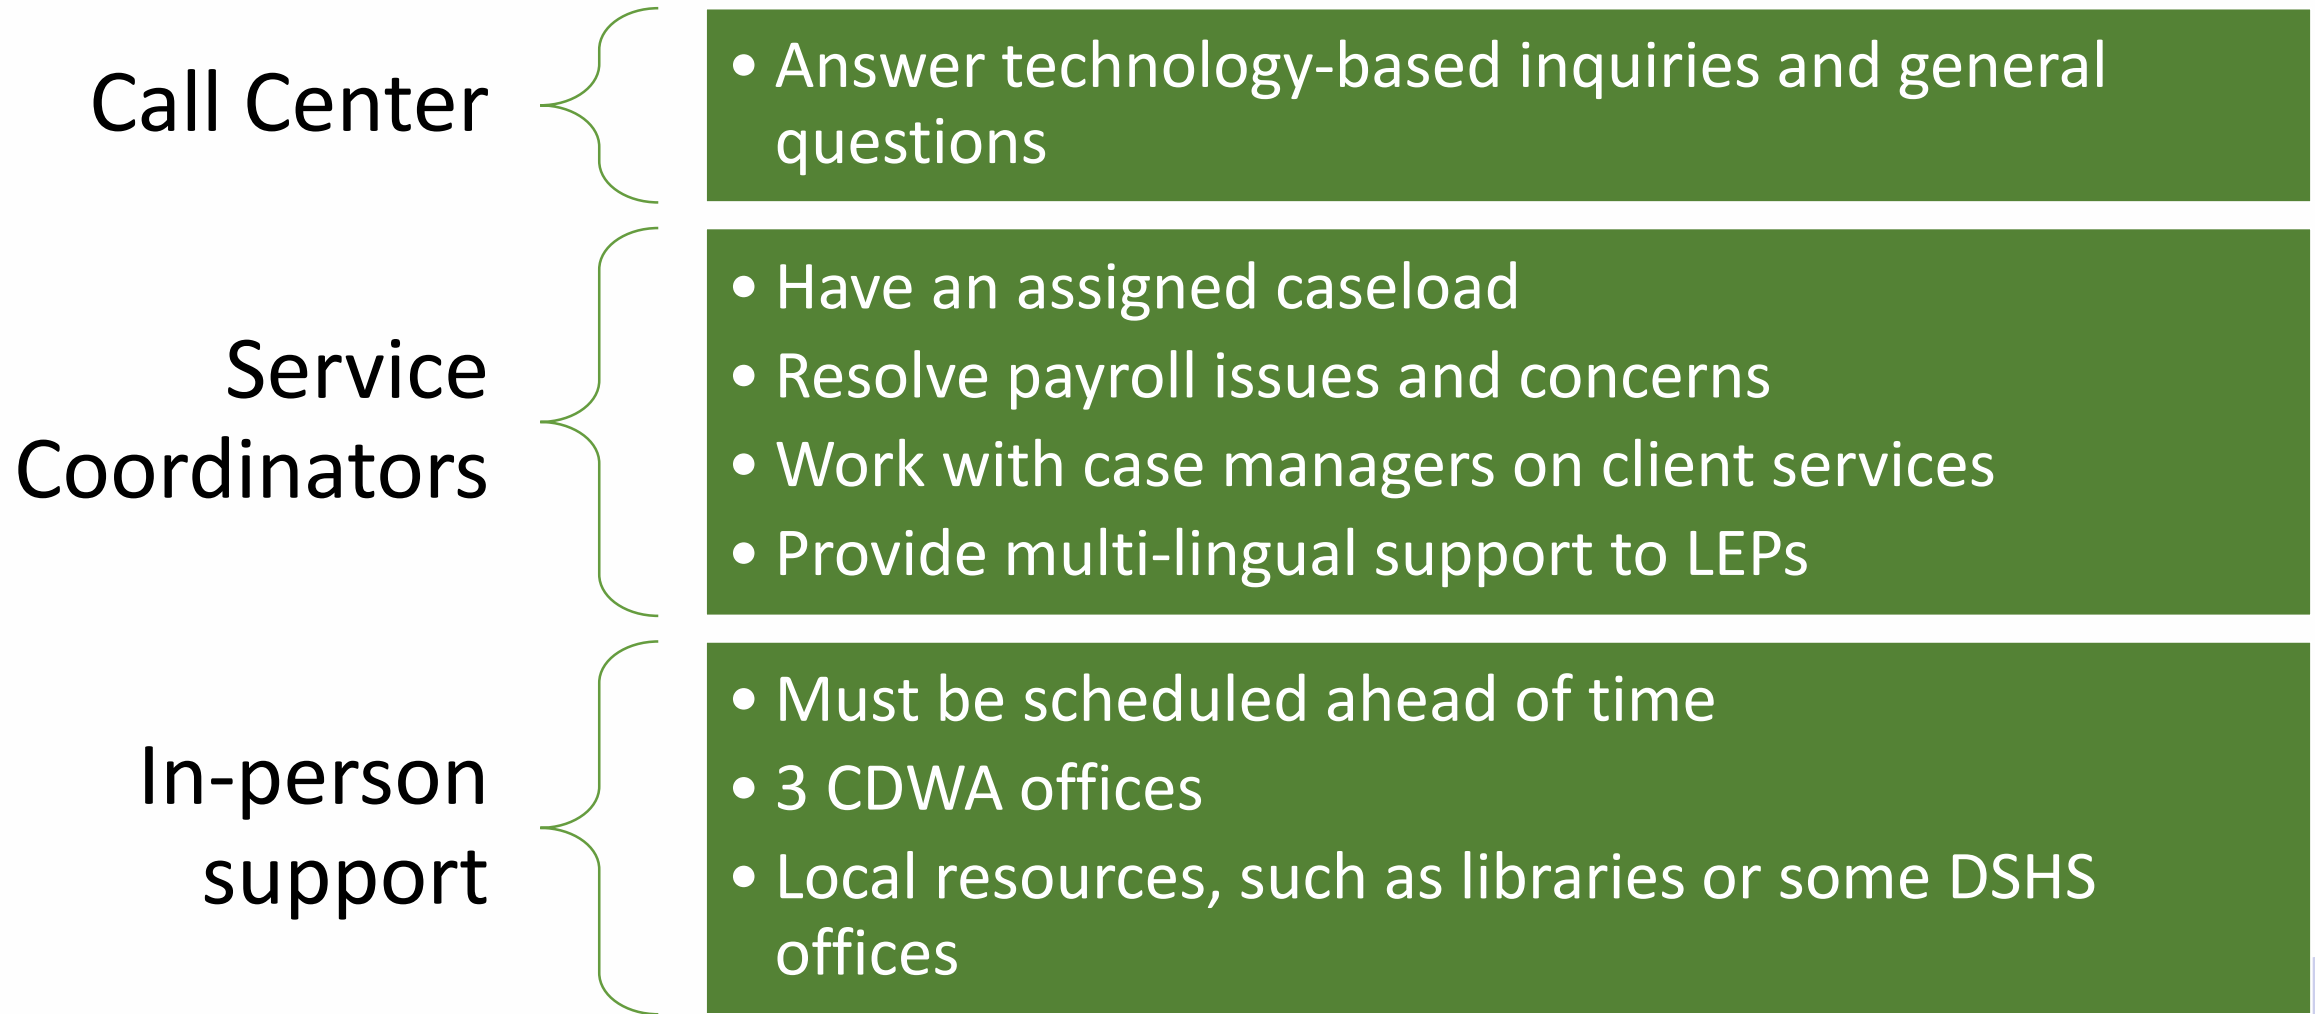 Call Center
• Answer technology-based inquiries and general
questions
Service
Coordinators
• Have an assigned caseload
• Resolve payroll issues and concerns
• Work with case managers on client services
• Provide multi-lingual support to LEPs
In-person
support
• Must be scheduled ahead of time
• 3 CDWA offices
• Local resources, such as libraries or some DSHS
offices